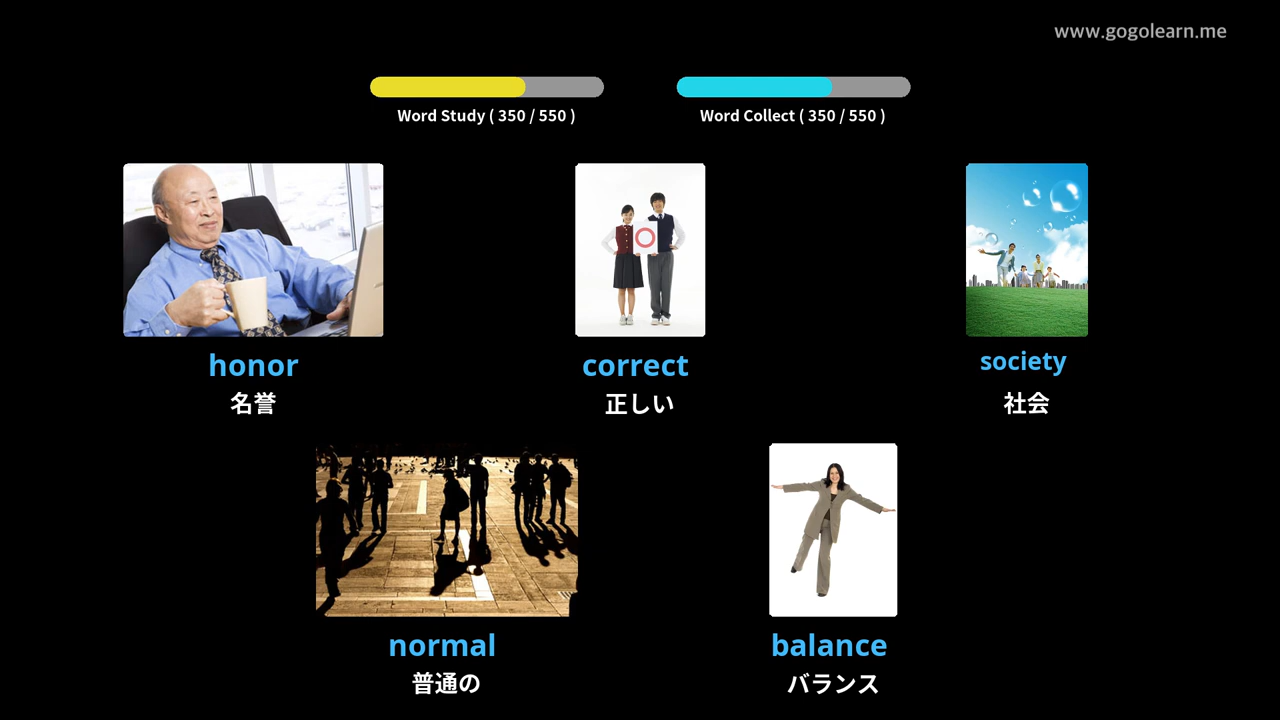 www.gogolearn.me
Word Study ( 350 / 550 )
Word Collect ( 350 / 550 )
honor
名誉
correct
正しい
society
社会
normal
普通の
balance
バランス